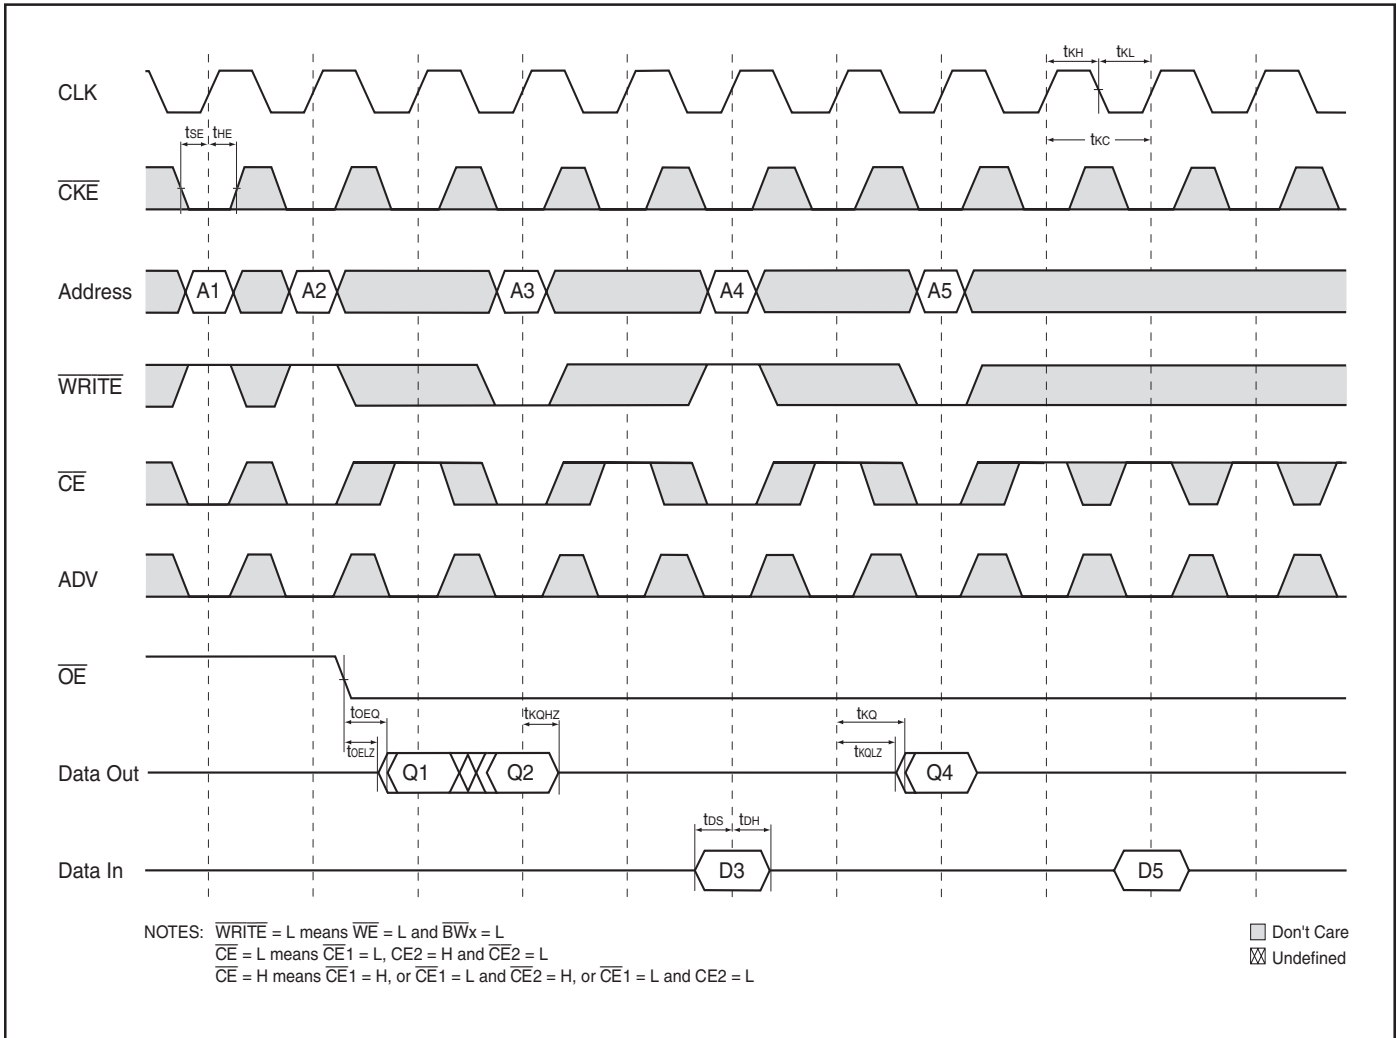 tKH tKL
CLK
tSE tHE
tKC
CKE
Address A1 A2 A3 A4 A5
WRITE
CE
ADV
OE
tOEQ tKQHZ tKQ
tOELZ tKQLZ
Data Out Q1 Q2 Q4
tDS tDH
Data In D3 D5
NOTES: WRITE = L means WE = L and BWx = L
CE = L means CE1 = L, CE2 = H and CE2 = L
CE = H means CE1 = H, or CE1 = L and CE2 = H, or CE1 = L and CE2 = L
Don't Care
Undefined